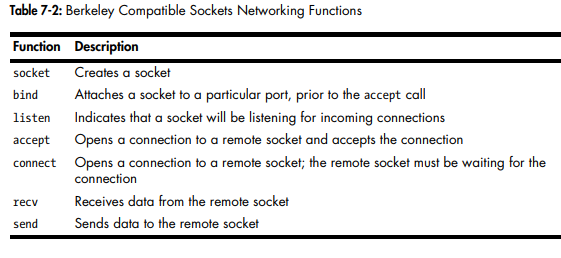 Table 7-2: Berkeley Compatible Sockets Networking Functions
Function Description
socket Creates a socket
bind Attaches a socket to a particular port, prior to the accept call
listen Indicates that a socket will be listening for incoming connections
accept Opens a connection to a remote socket and accepts the connection
connect Opens a connection to a remote socket; the remote socket must be waiting for the
connection
recv Receives data from the remote socket
send Sends data to the remote socket